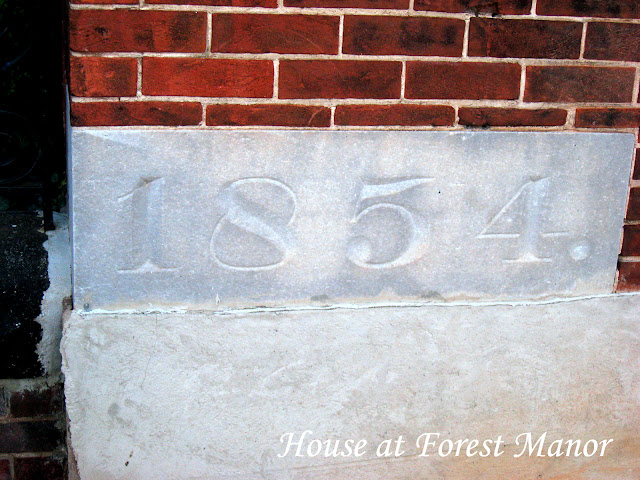 1854.
House at Forest Manor